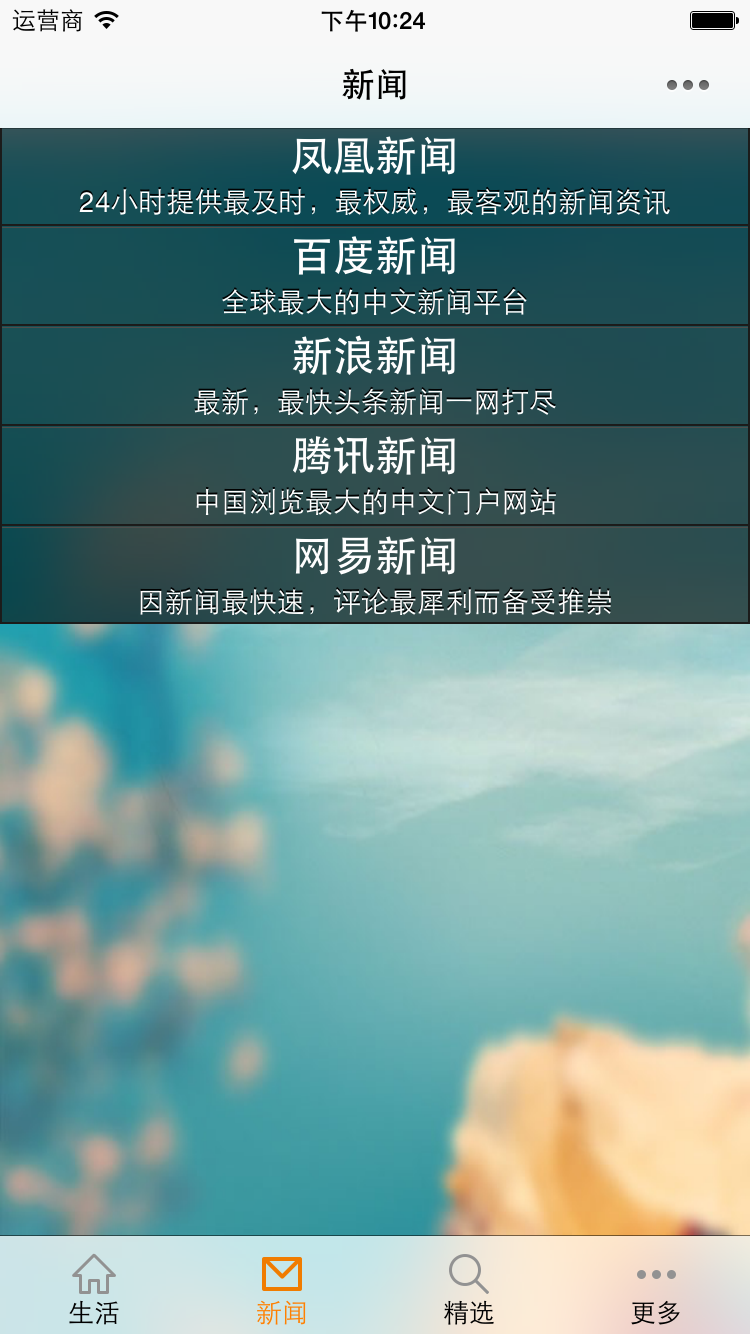 运营商 下午10:24
新闻
凤凰新闻
24小时提供最及时，最权威，最客观的新闻资讯
百度新闻
全球最大的中文新闻平台
新浪新闻
最新，最快头条新闻一网打尽
腾讯新闻
中国浏览最大的中文门户网站
网易新闻
因新闻最快速，评论最犀利而备受推崇
生活 新闻 精选 更多